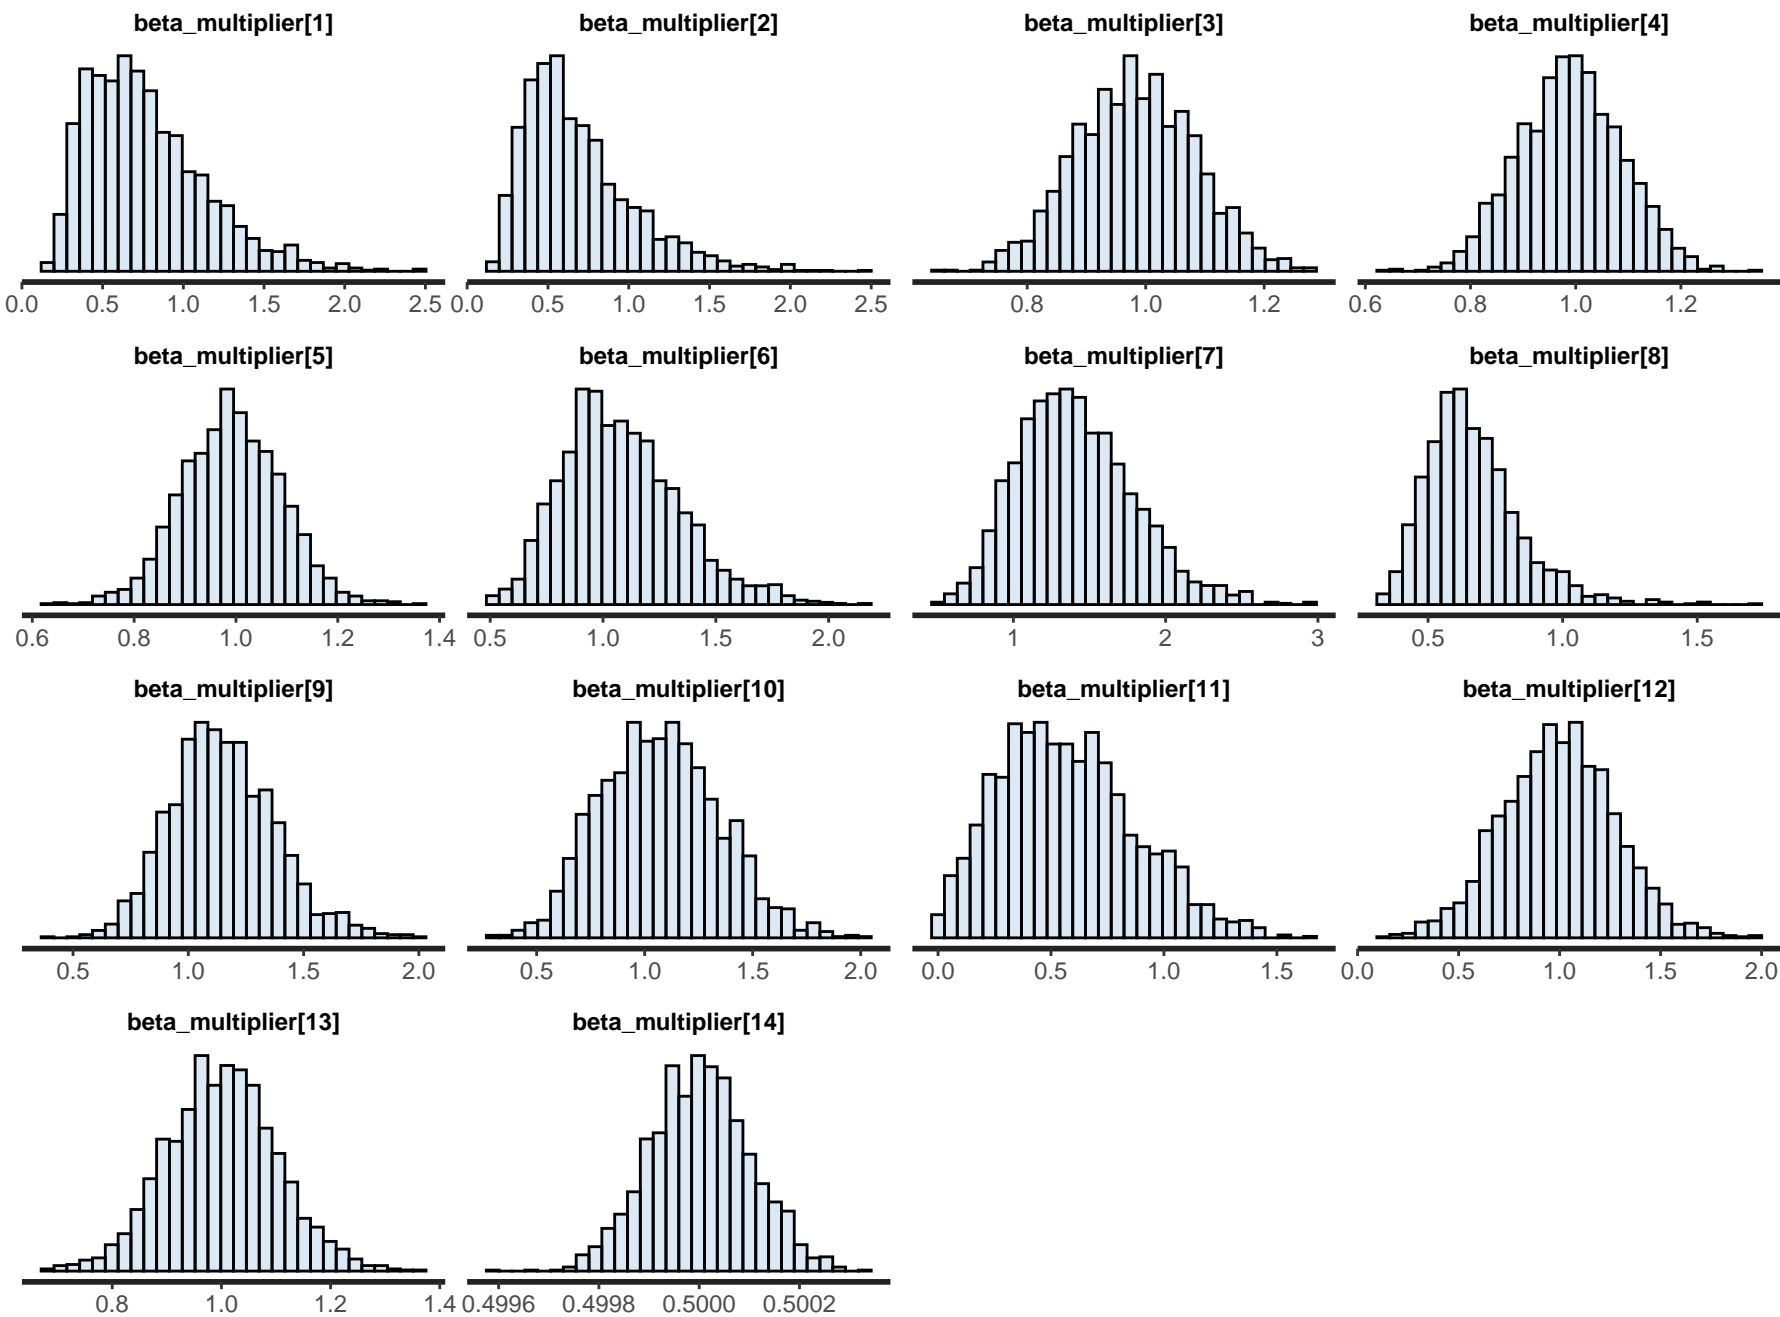 beta_multiplier[1] beta_multiplier[2] beta_multiplier[3] beta_multiplier[4]
0.0 0.5 1.0 1.5 2.0 2.5 0.0 0.5 1.0 1.5 2.0 2.5 0.8 1.0 1.2 0.6 0.8 1.0 1.2
beta_multiplier[5] beta_multiplier[6] beta_multiplier[7] beta_multiplier[8]
0.6 0.8 1.0 1.2 1.4 0.5 1.0 1.5 2.0 1 2 3 0.5 1.0 1.5
beta_multiplier[9] beta_multiplier[10] beta_multiplier[11] beta_multiplier[12]
0.5 1.0 1.5 2.0 0.5 1.0 1.5 2.0 0.0 0.5 1.0 1.5 0.0 0.5 1.0 1.5 2.0
beta_multiplier[13] beta_multiplier[14]
0.8 1.0 1.2 1.4 0.4996 0.4998 0.5000 0.5002